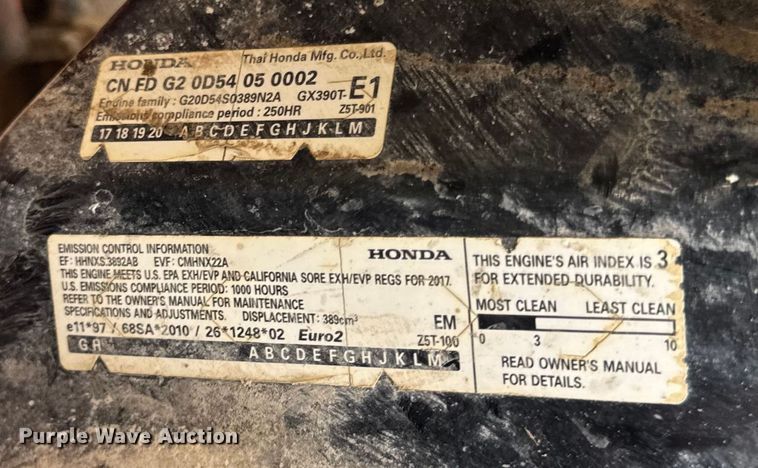 HONDA Thai Honda Mfg. Co., Ltd.
CN FD G2 0D54 05 0002
Engine family : G20D54S0389N2A GX390T- E1
Emissions compliance period : 250HR Z5T-901
17 18 19 20 A B C D E F G H J K L M
EMISSION CONTROL INFORMATION HONDA
EF: HHNXS.3892AB EVF: CMHNX22A
THIS ENGINE MEETS U.S. EPA EXH/EVP AND CALIFORNIA SORE EXH/EVP REGS FOR 2017.
U.S. EMISSIONS COMPLIANCE PERIOD: 1000 HOURS
REFER TO THE OWNER'S MANUAL FOR MAINTENANCE
SPECIFICATIONS AND ADJUSTMENTS. DISPLACEMENT: 389cm³
e11*97 / 68SA*2010 / 26*1248*02 Euro2 EM
Z5T-100
G A B C D E F G H J K L M
THIS ENGINE'S AIR INDEX IS 3
FOR EXTENDED DURABILITY.
MOST CLEAN LEAST CLEAN
0 3 10
READ OWNER'S MANUAL
FOR DETAILS.
Purple Wave Auction